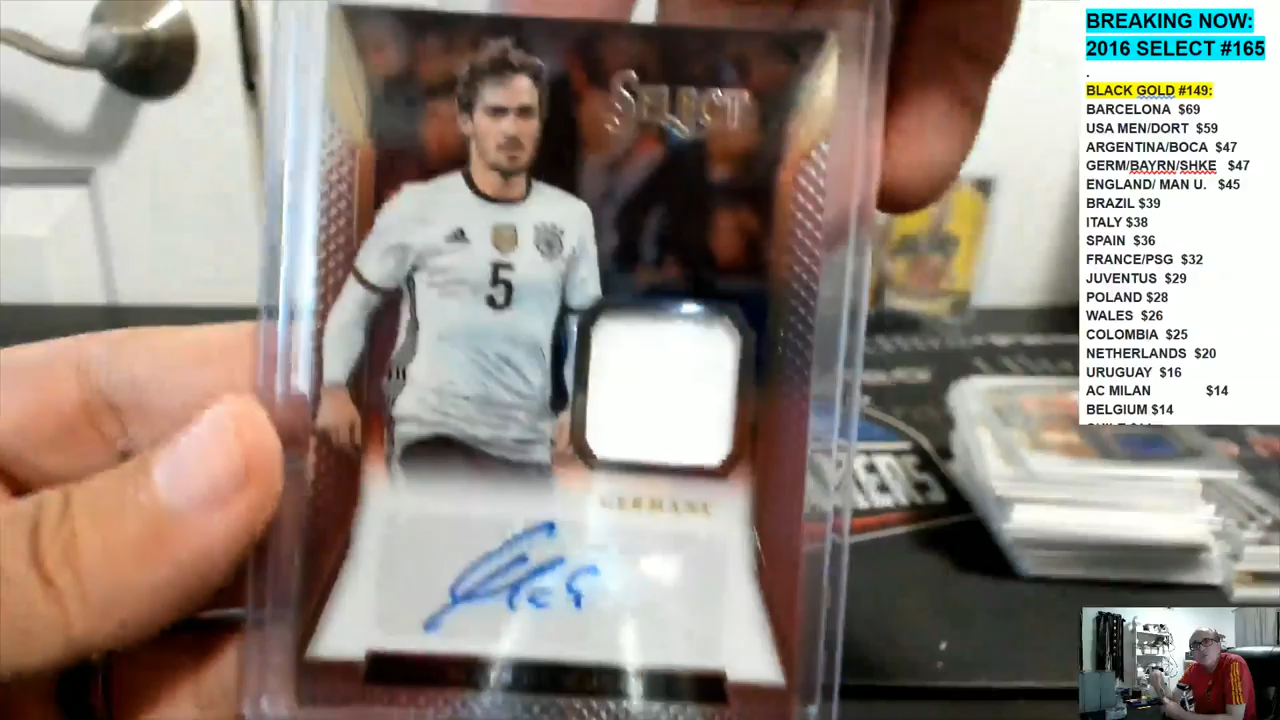 BREAKING NOW:
2016 SELECT #165
.
BLACK GOLD #149:
BARCELONA $69
USA MEN/DORT $59
ARGENTINA/BOCA $47
GERM/BAYRN/SHKE $47
ENGLAND/ MAN U. $45
BRAZIL $39
ITALY $38
SPAIN $36
FRANCE/PSG $32
JUVENTUS $29
POLAND $28
WALES $26
COLOMBIA $25
NETHERLANDS $20
URUGUAY $16
AC MILAN $14
BELGIUM $14
SELECT
5
GERMANY